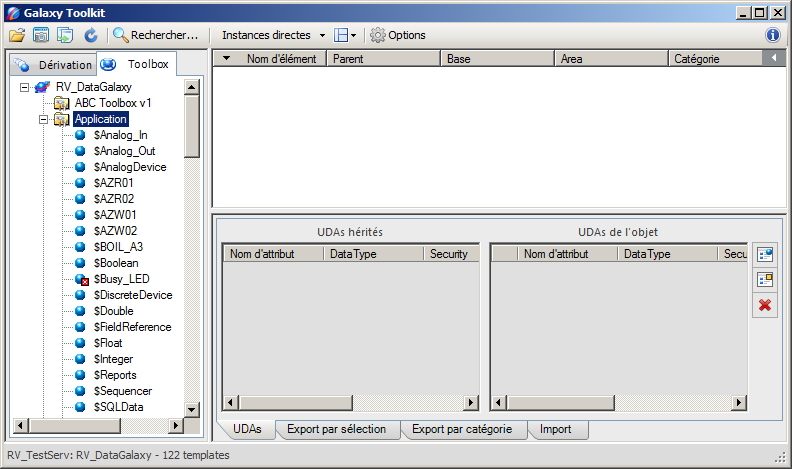 Galaxy Toolkit
Rechercher... Instances directes Options
Dérivation Toolbox
RV_DataGalaxy
ABC Toolbox v1
Application
$Analog_In
$Analog_Out
$AnalogDevice
$AZR01
$AZR02
$AZW01
$AZW02
$BOIL_A3
$Boolean
$Busy_LED
$DiscreteDevice
$Double
$FieldReference
$Float
$Integer
$Reports
$Sequencer
$SQLData
Nom d'élément Parent Base Area Catégorie
UDAs hérités
Nom d'attribut DataType Security
UDAs de l'objet
Nom d'attribut DataType Secu
UDAs Export par sélection Export par catégorie Import
RV_TestServ: RV_DataGalaxy - 122 templates